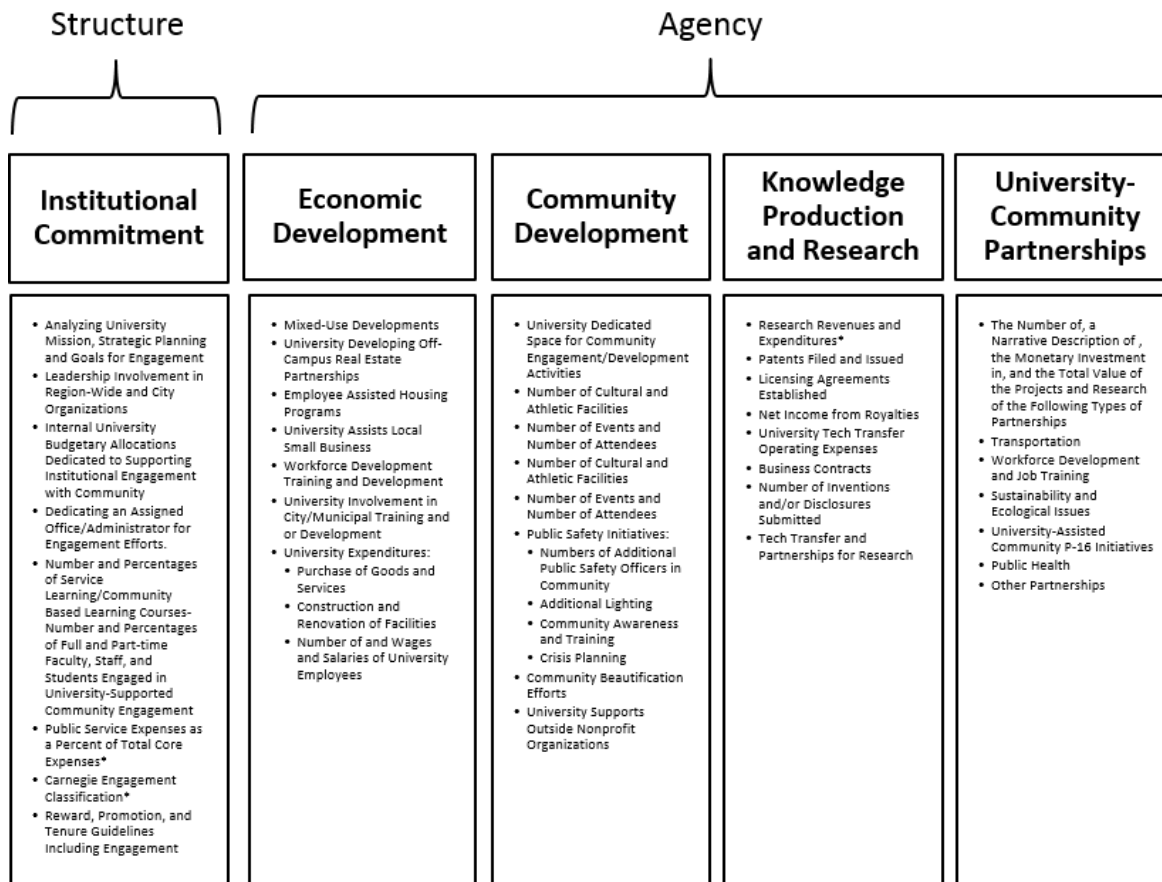 Structure
Agency
Institutional
Commitment
Economic
Development
Community
Development
Knowledge
Production
and Research
University-
Community
Partnerships
• Analyzing University
Mission, Strategic Planning
and Goals for Engagement
• Leadership Involvement in
Region-Wide and City
Organizations
• Internal University
Budgetary Allocations
Dedicated to Supporting
Institutional Engagement
with Community
• Dedicating an Assigned
Office/Administrator for
Engagement Efforts.
• Number and Percentages
of Service
Learning/Community
Based Learning Courses-
Number and Percentages
of Full and Part-time
Faculty, Staff, and
Students Engaged in
University-Supported
Community Engagement
• Public Service Expenses as
a Percent of Total Core
Expenses*
• Carnegie Engagement
Classification*
• Reward, Promotion, and
Tenure Guidelines
Including Engagement
• Mixed-Use Developments
• University Developing Off-
Campus Real Estate
Partnerships
• Employee Assisted Housing
Programs
• University Assists Local
Small Business
• Workforce Development
Training and Development
• University Involvement in
City/Municipal Training and
or Development
• University Expenditures:
• Purchase of Goods and
Services
• Construction and
Renovation of Facilities
• Number of and Wages
and Salaries of University
Employees
• University Dedicated
Space for Community
Engagement/Development
Activities
• Number of Cultural and
Athletic Facilities
• Number of Events and
Number of Attendees
• Number of Cultural and
Athletic Facilities
• Number of Events and
Number of Attendees
• Public Safety Initiatives:
• Numbers of Additional
Public Safety Officers in
Community
• Additional Lighting
• Community Awareness
and Training
• Crisis Planning
• Community Beautification
Efforts
• University Supports
Outside Nonprofit
Organizations
• Research Revenues and
Expenditures*
• Patents Filed and Issued
• Licensing Agreements
Established
• Net Income from Royalties
• University Tech Transfer
Operating Expenses
• Business Contracts
• Number of Inventions
and/or Disclosures
Submitted
• Tech Transfer and
Partnerships for Research
• The Number of, a
Narrative Description of ,
the Monetary Investment
in, and the Total Value of
the Projects and Research
of the Following Types of
Partnerships
• Transportation
• Workforce Development
and Job Training
• Sustainability and
Ecological Issues
• University-Assisted
Community P-16 Initiatives
• Public Health
• Other Partnerships